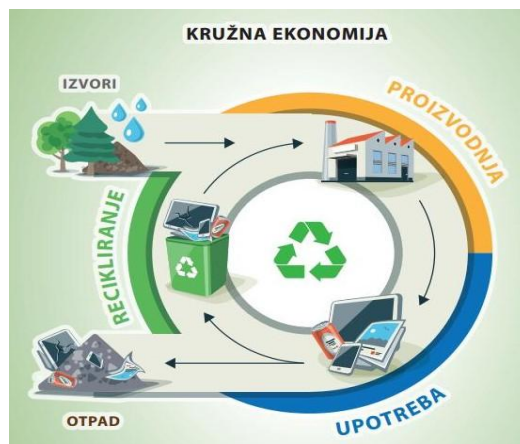 KRUŽNA EKONOMIJA
IZVORI
PROIZVODNJA
RECIKLIRANJE
OTPAD
UPOTREBA